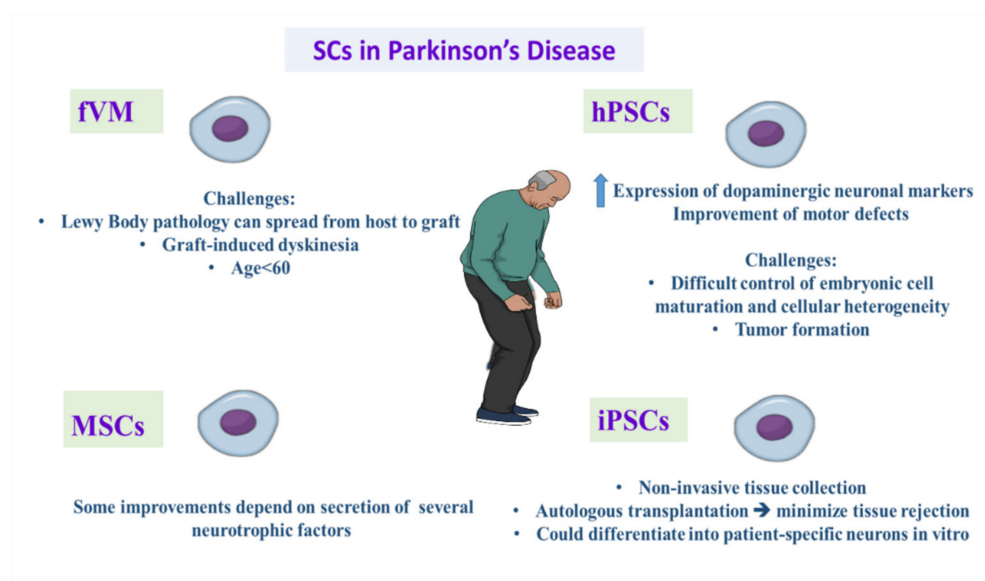 SCs in Parkinson's Disease
fVM
Challenges:
• Lewy Body pathology can spread from host to graft
• Graft-induced dyskinesia
• Age<60
hPSCs
Expression of dopaminergic neuronal markers
Improvement of motor defects
Challenges:
• Difficult control of embryonic cell
maturation and cellular heterogeneity
• Tumor formation
MSCs
Some improvements depend on secretion of several
neurotrophic factors
iPSCs
• Non-invasive tissue collection
• Autologous transplantation ➔ minimize tissue rejection
• Could differentiate into patient-specific neurons in vitro